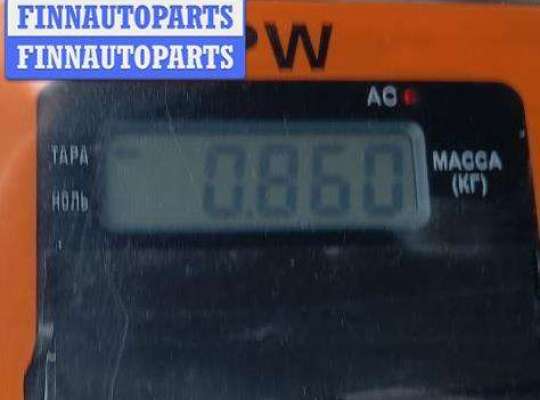 FINNAUTOPARTS
FINNAUTOPARTS
PW
AC
ТАРА
0.860
МАССА
(КГ)
НОЛЬ